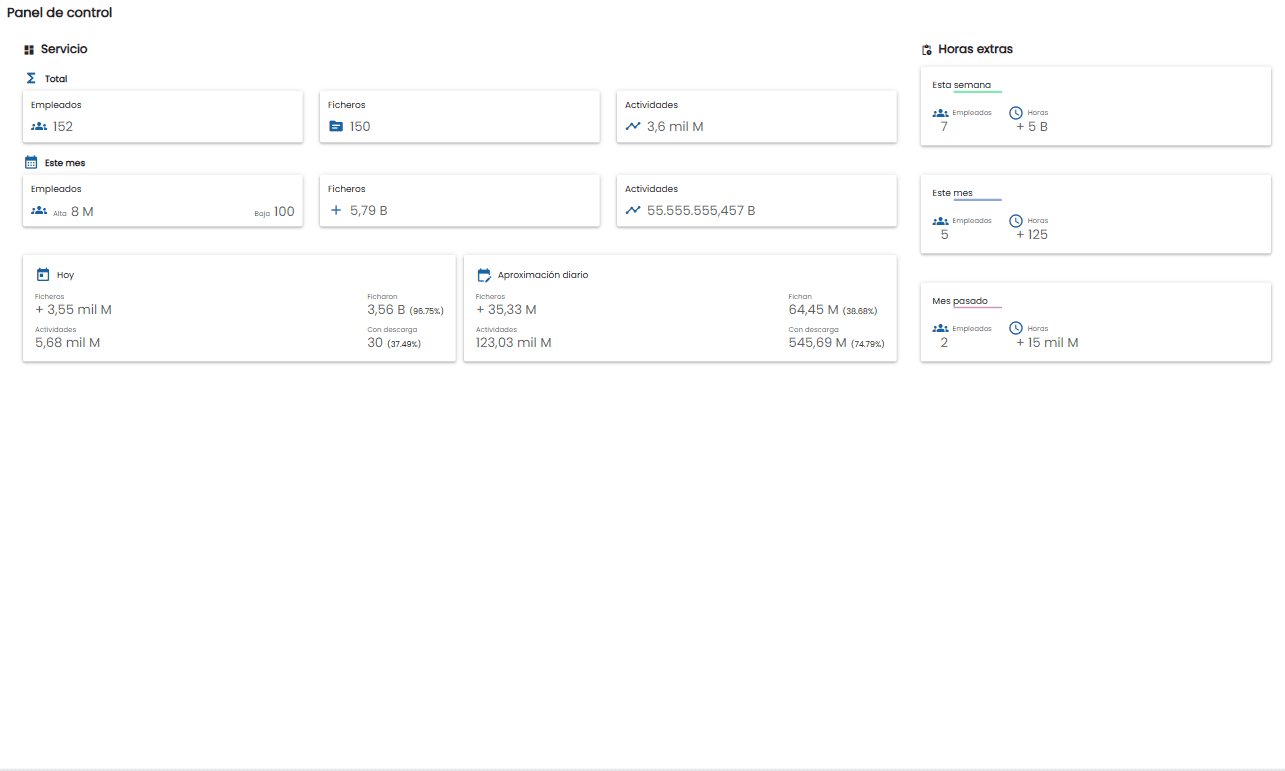 Panel de control
Servicio
Total
Empleados
152
Ficheros
150
Actividades
3,6 mil M
Este mes
Empleados
Alta 8 M
Baja 100
Ficheros
+ 5,79 B
Actividades
55.555.555,457 B
Hoy
Ficheros
+ 3,55 mil M
Ficharon
3,56 B (96.75%)
Actividades
5,68 mil M
Con descarga
30 (37.49%)
Aproximación diario
Ficheros
+ 35,33 M
Fichan
64,45 M (38.68%)
Actividades
123,03 mil M
Con descarga
545,69 M (74.79%)
Horas extras
Esta semana
Empleados
7
Horas
+ 5 B
Este mes
Empleados
5
Horas
+ 125
Mes pasado
Empleados
2
Horas
+ 15 mil M